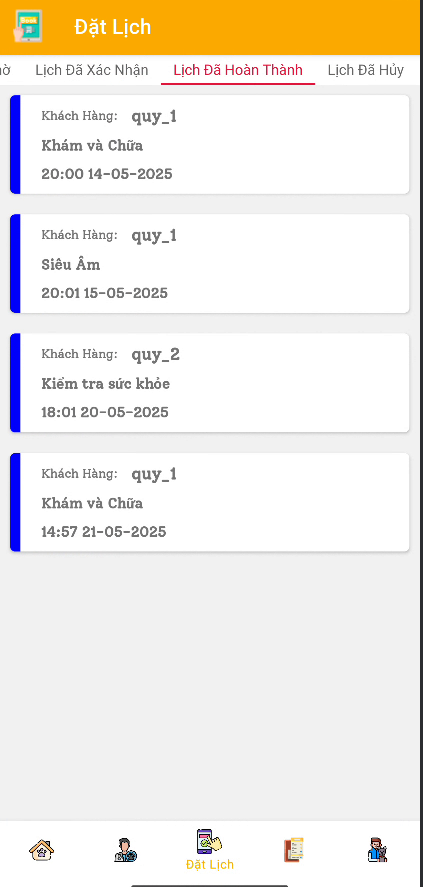 Đặt Lịch
Lịch Đã Xác Nhận Lịch Đã Hoàn Thành Lịch Đã Hủy
Khách Hàng: quy_1
Khám và Chữa
20:00 14-05-2025
Khách Hàng: quy_1
Siêu Âm
20:01 15-05-2025
Khách Hàng: quy_2
Kiểm tra sức khỏe
18:01 20-05-2025
Khách Hàng: quy_1
Khám và Chữa
14:57 21-05-2025
Đặt Lịch